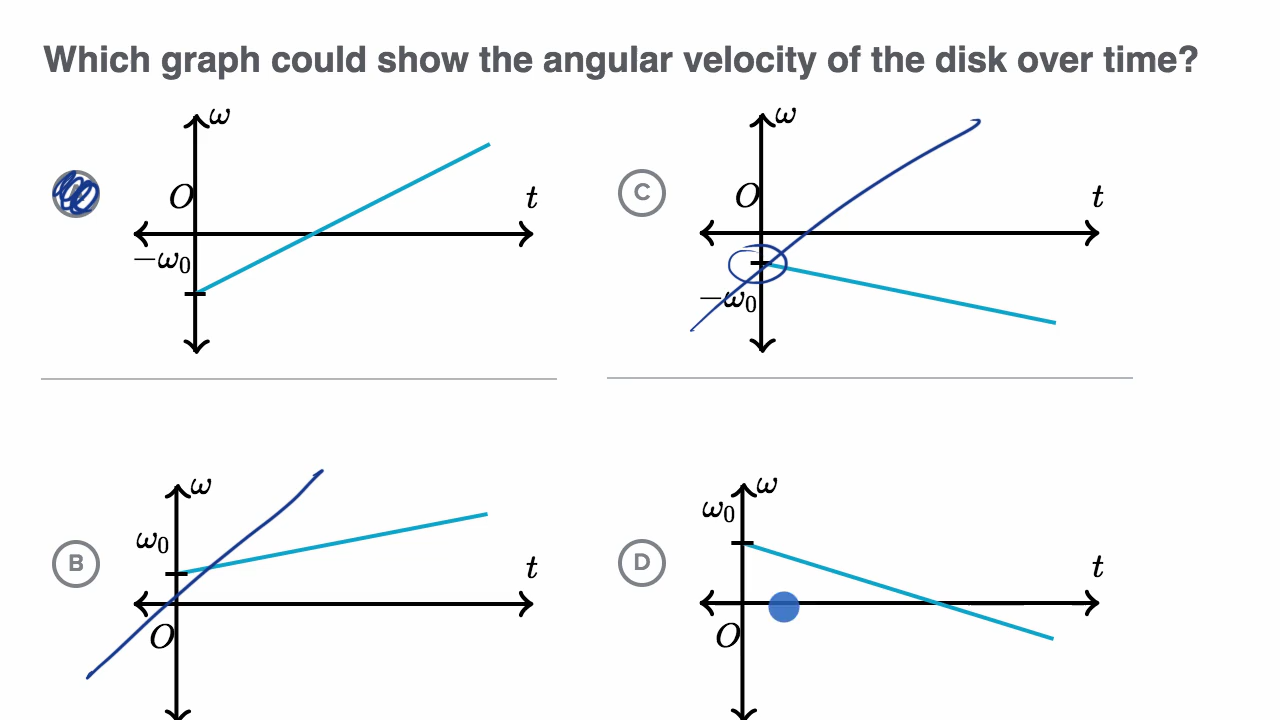 Which graph could show the angular velocity of the disk over time?
ω
O
t
−ω₀
C
ω
O
t
−ω₀
B
ω
ω₀
t
O
D
ω
ω₀
t
O